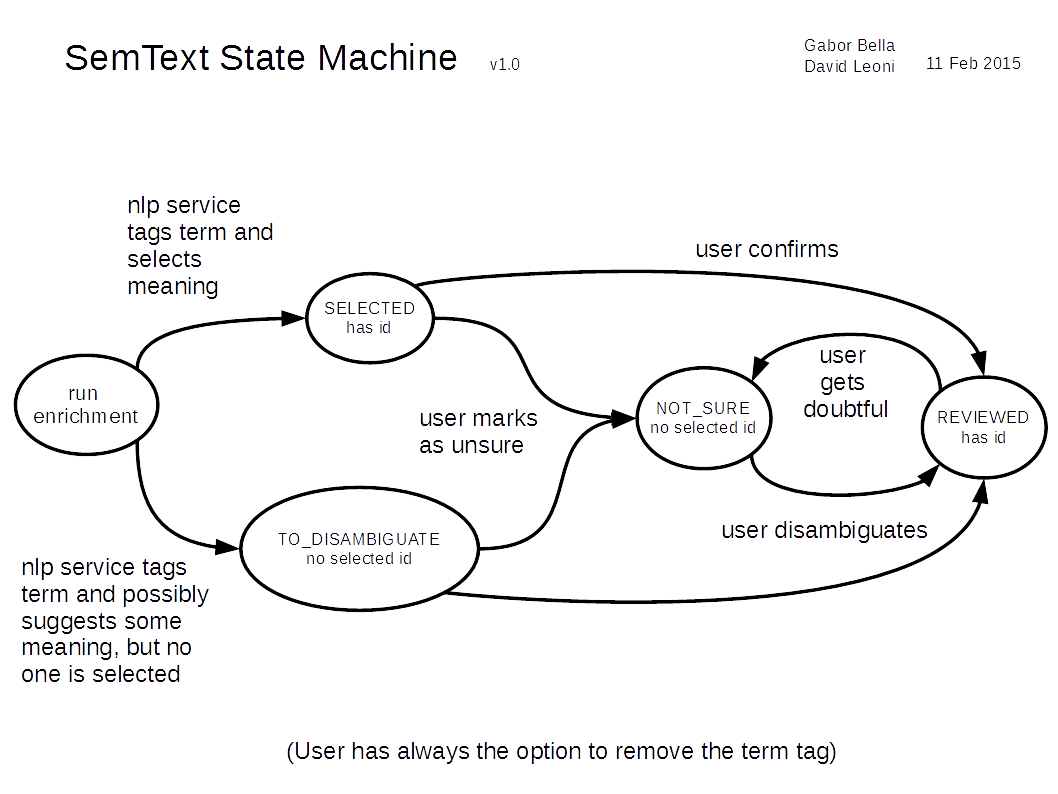 SemText State Machine v1.0
Gabor Bella
David Leoni
11 Feb 2015
nlp service
tags term and
selects
meaning
user confirms
SELECTED
has id
run
enrichment
user
gets
doubtful
user marks
as unsure
NOT_SURE
no selected id
REVIEWED
has id
TO_DISAMBIGUATE
no selected id
user disambiguates
nlp service tags
term and possibly
suggests some
meaning, but no
one is selected
(User has always the option to remove the term tag)